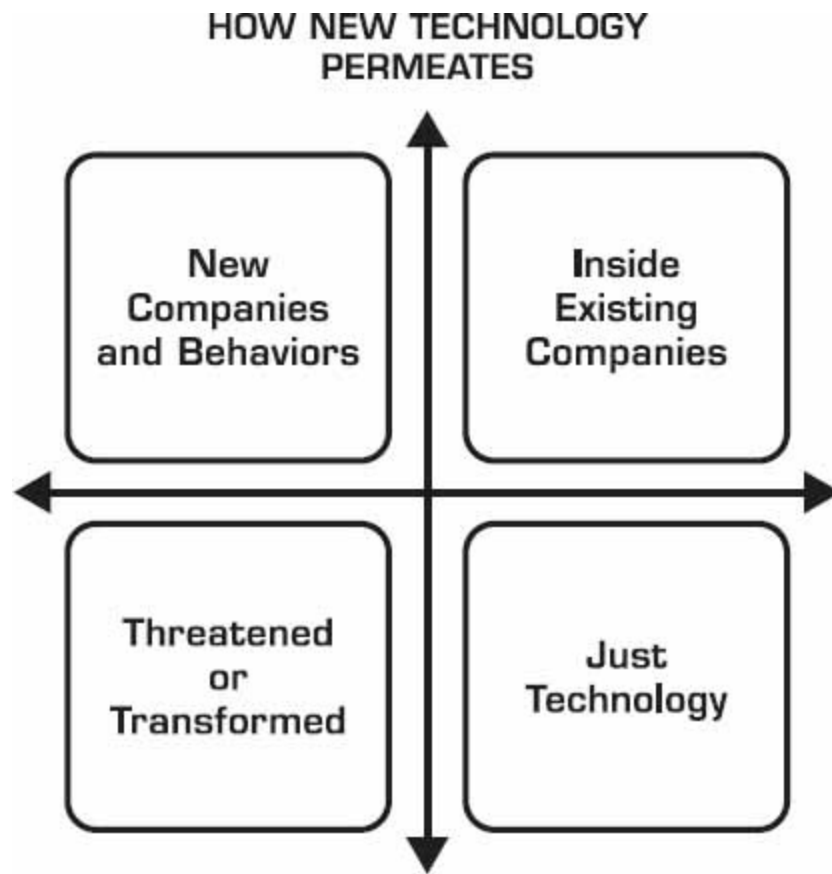 HOW NEW TECHNOLOGY
PERMEATES
New
Companies
and Behaviors
Inside
Existing
Companies
Threatened
or
Transformed
Just
Technology